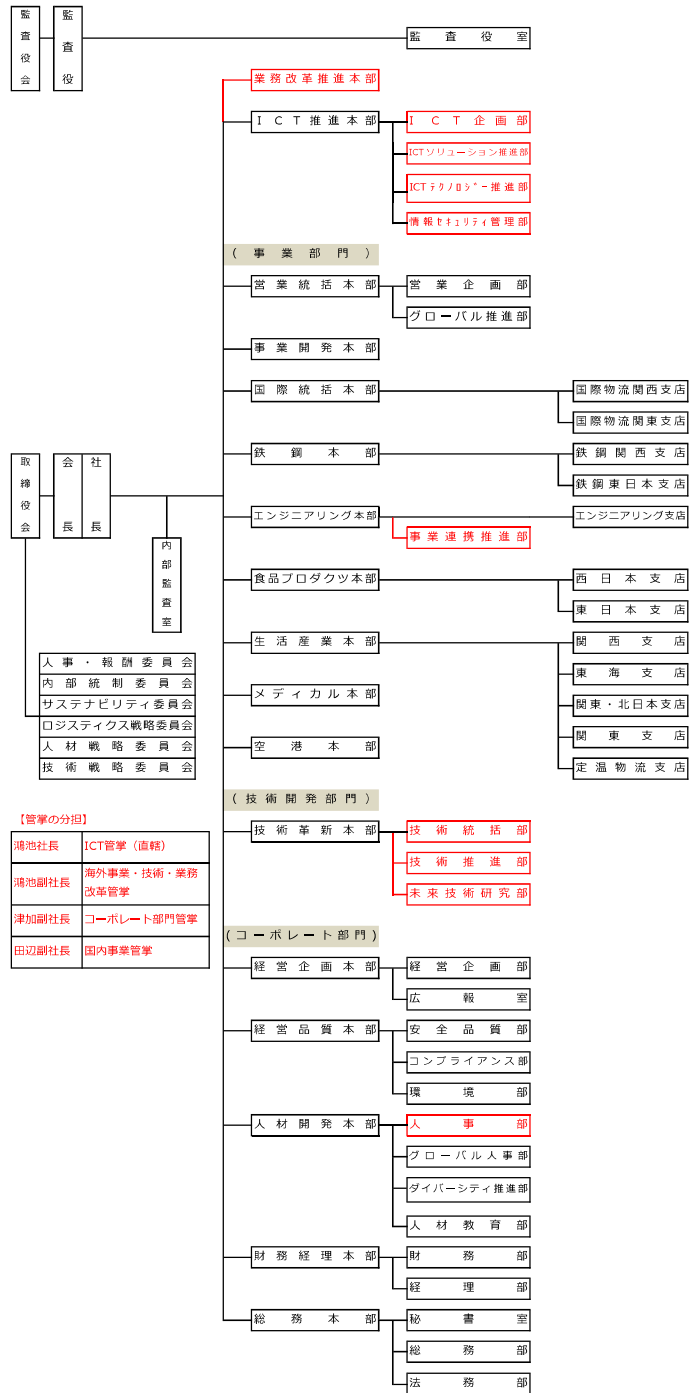 監査役会
監査役
監査役室
業務改革推進本部
ICT推進本部
ICT企画部
ICTソリューション推進部
ICTテクノロジー推進部
情報セキュリティ管理部
(事業部門)
営業統括本部
営業企画部
グローバル推進部
事業開発本部
国際統括本部
国際物流関西支店
国際物流関東支店
鉄鋼本部
鉄鋼関西支店
鉄鋼東日本支店
取締役会
会長
社長
内部監査室
エンジニアリング本部
エンジニアリング支店
事業連携推進部
食品プロダクツ本部
西日本支店
東日本支店
生活産業本部
関西支店
東海支店
関東・北日本支店
関東支店
定温物流支店
メディカル本部
空港本部
人事・報酬委員会
内部統制委員会
サステナビリティ委員会
ロジスティクス戦略委員会
人材戦略委員会
技術戦略委員会
(技術開発部門)
技術革新本部
技術統括部
技術推進部
未来技術研究部
【管掌の分担】
鴻池社長 ICT管掌（直轄）
鴻池副社長 海外事業・技術・業務
改革管掌
津加副社長 コーポレート部門管掌
田辺副社長 国内事業管掌
(コーポレート部門)
経営企画本部
経営企画部
広報室
経営品質本部
安全品質部
コンプライアンス部
環境部
人材開発本部
人事部
グローバル人事部
ダイバーシティ推進部
人材教育部
財務経理本部
財務部
経理部
総務本部
秘書室
総務部
法務部